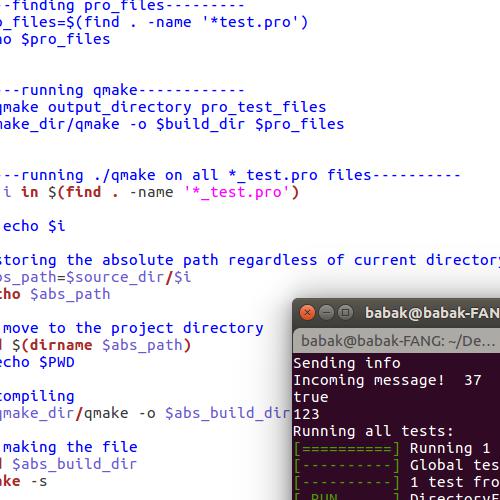 --finding pro_files---------
o_files=$(find . -name '*test.pro')
ho $pro_files
---running qmake------------
qmake output_directory pro_test_files
make_dir/qmake -o $build_dir $pro_files
---running ./qmake on all *_test.pro files----------
i in $(find . -name '*_test.pro')
echo $i
storing the absolute path regardless of current directory
bs_path=$source_dir/$i
cho $abs_path
move to the project directory
d $(dirname $abs_path)
echo $PWD
compiling
qmake_dir/qmake -o $abs_build_dir
making the file
d $abs_build_dir
ake -s
babak@babak-FAN
babak@babak-FANG: ~/De...
Sending info
Incoming message!  37
true
123
Running all tests:
[==========] Running 1
[----------] Global tes
[----------] 1 test fro
[ RUN      ] DirectoryF